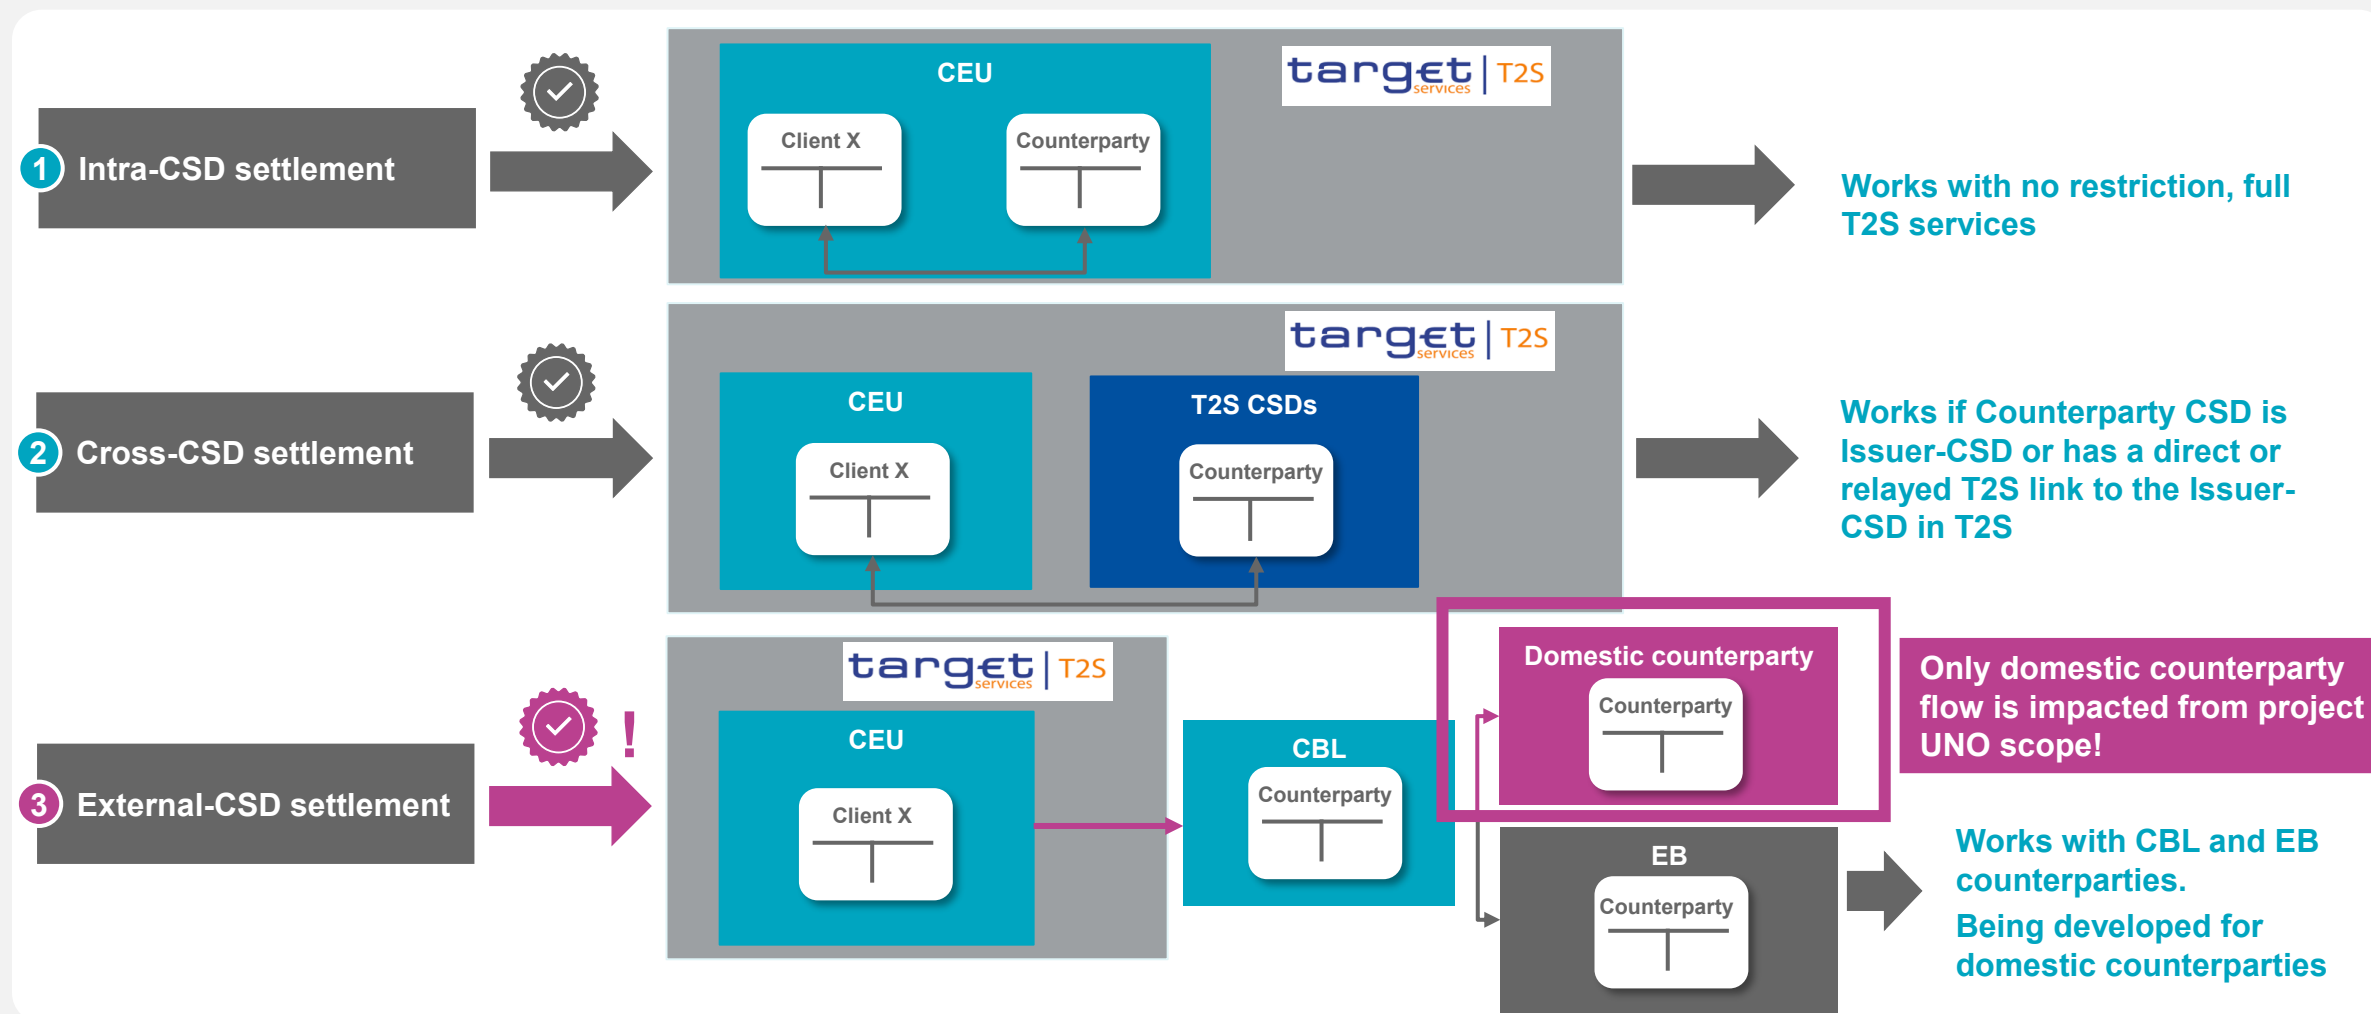 1 Intra-CSD settlement
CEU
target services | T2S
Client X
Counterparty
Works with no restriction, full
T2S services
2 Cross-CSD settlement
target services | T2S
CEU
Client X
T2S CSDs
Counterparty
Works if Counterparty CSD is
Issuer-CSD or has a direct or
relayed T2S link to the Issuer-
CSD in T2S
3 External-CSD settlement
!
target services | T2S
CEU
Client X
CBL
Counterparty
Domestic counterparty
Counterparty
Only domestic counterparty
flow is impacted from project
UNO scope!
EB
Counterparty
Works with CBL and EB
counterparties.
Being developed for
domestic counterparties